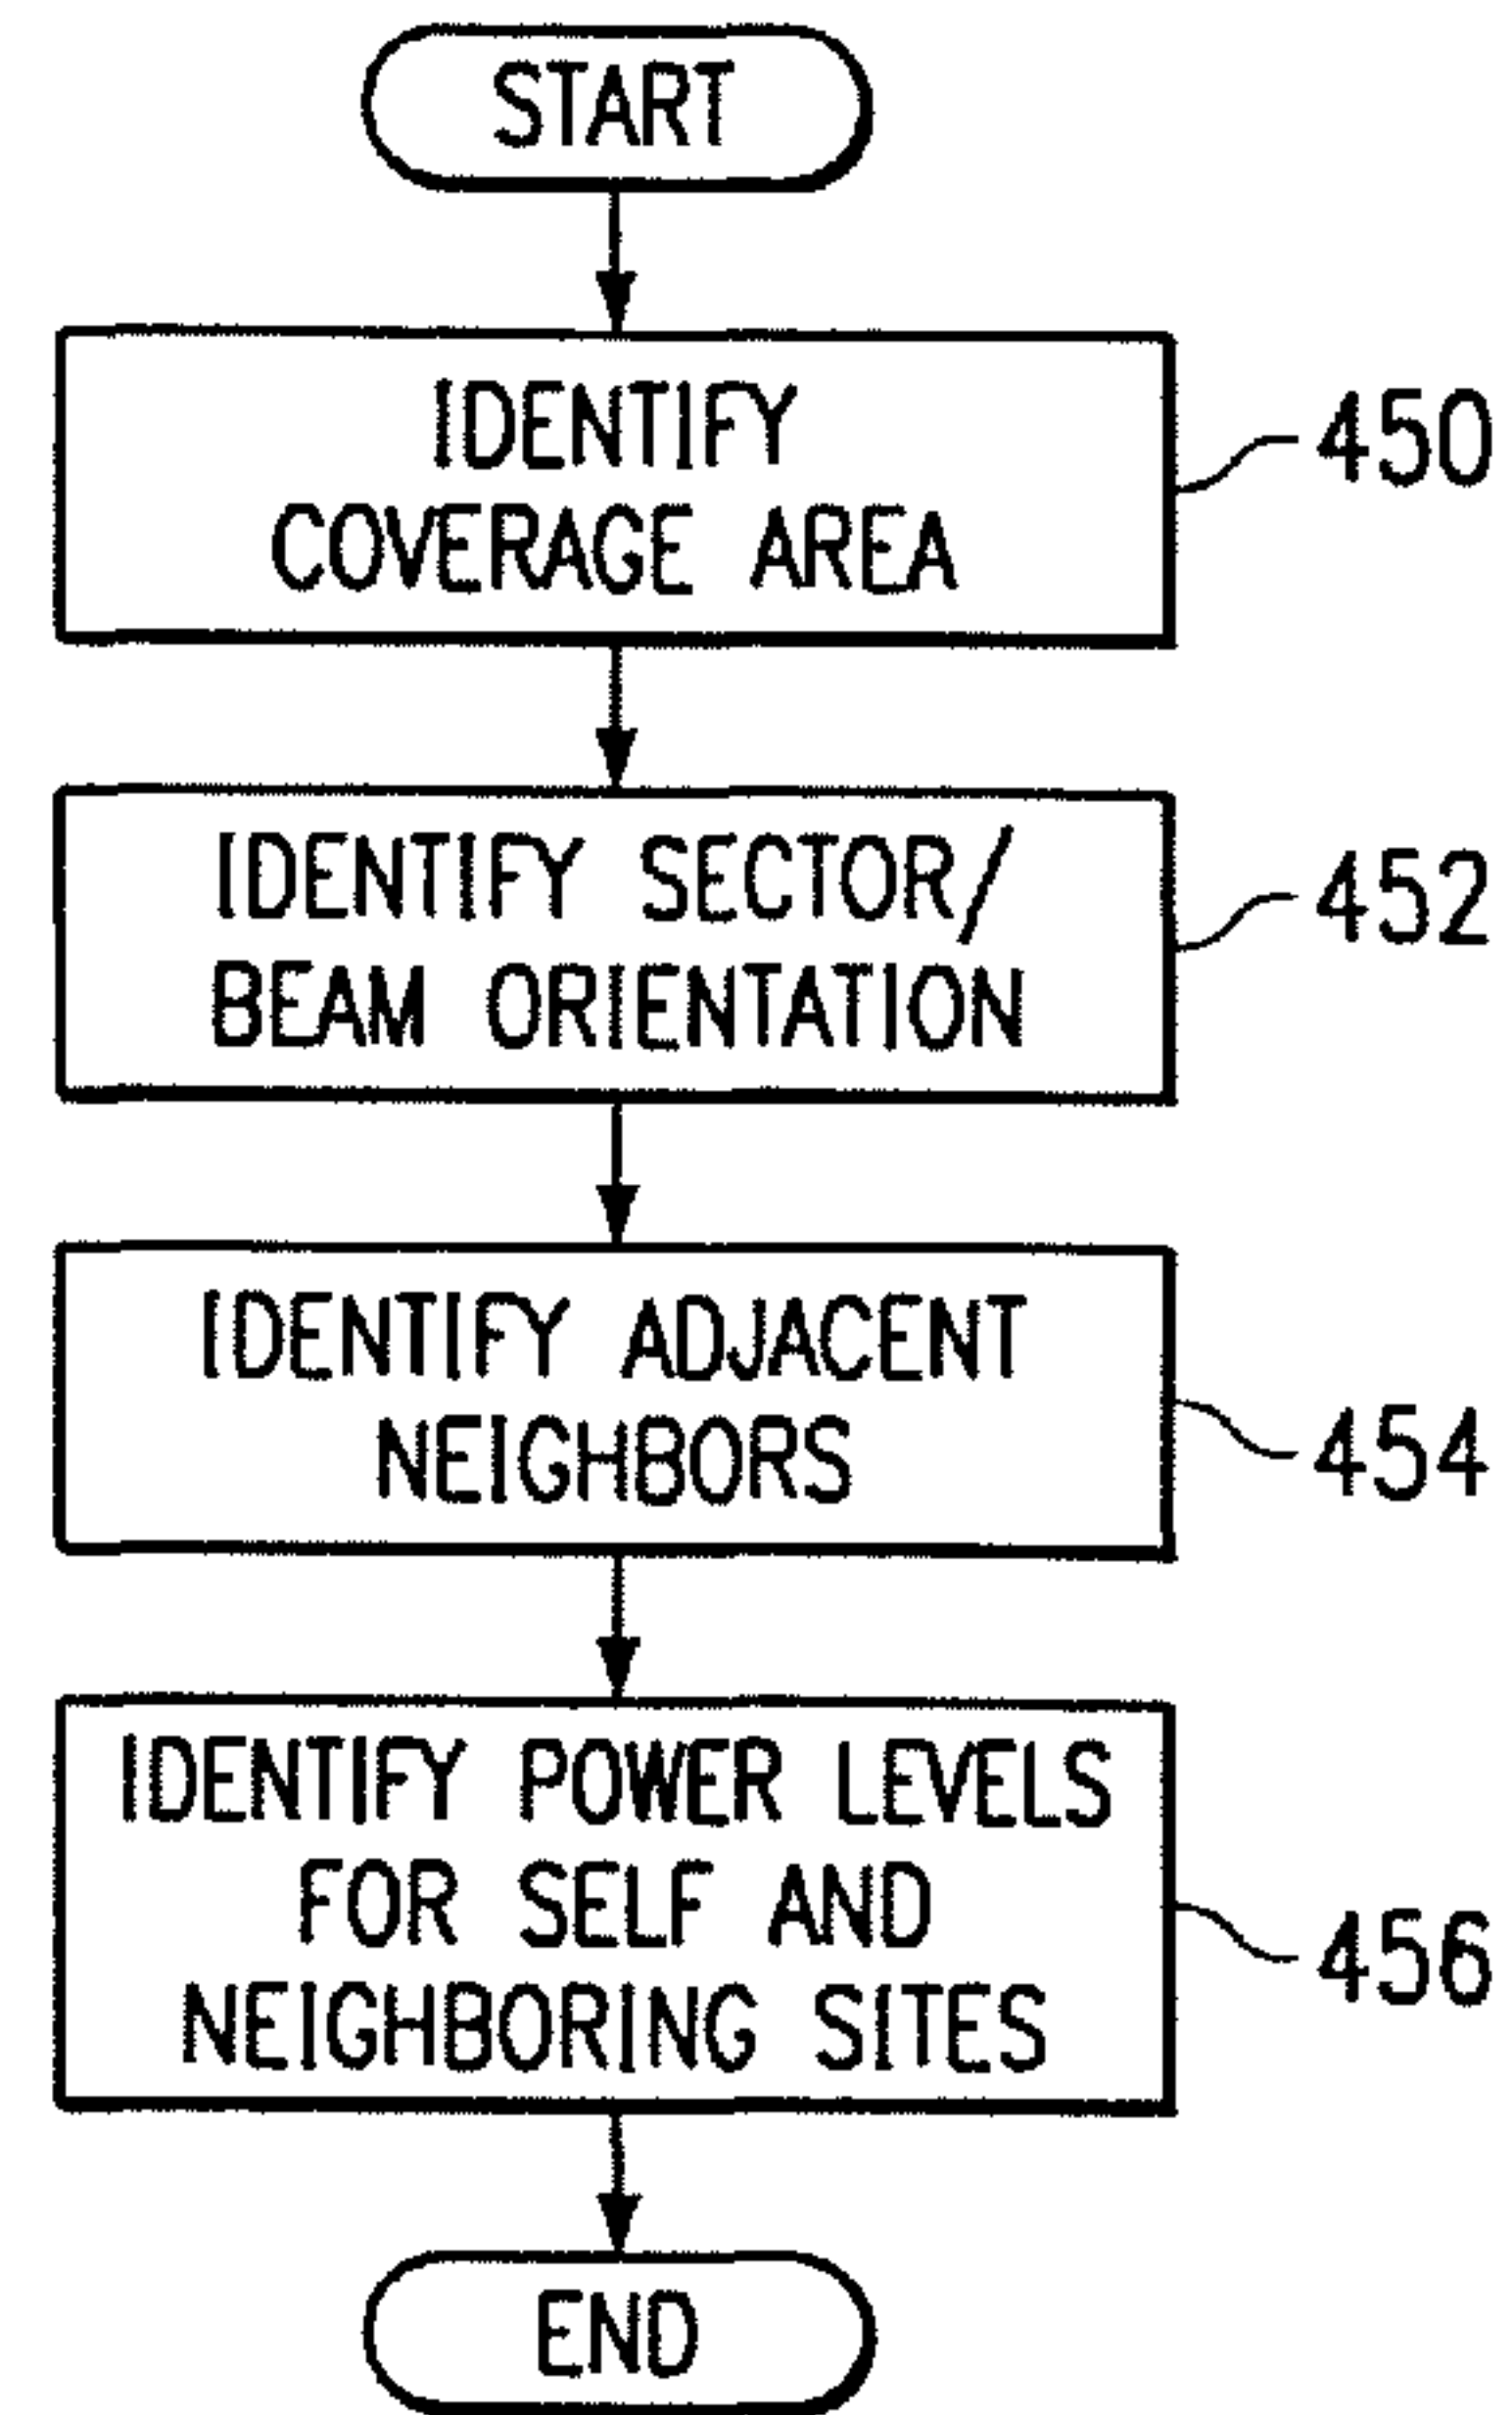 START
IDENTIFY
COVERAGE AREA
450
IDENTIFY SECTOR/
BEAM ORIENTATION
452
IDENTIFY ADJACENT
NEIGHBORS
454
IDENTIFY POWER LEVELS
FOR SELF AND
NEIGHBORING SITES
456
END